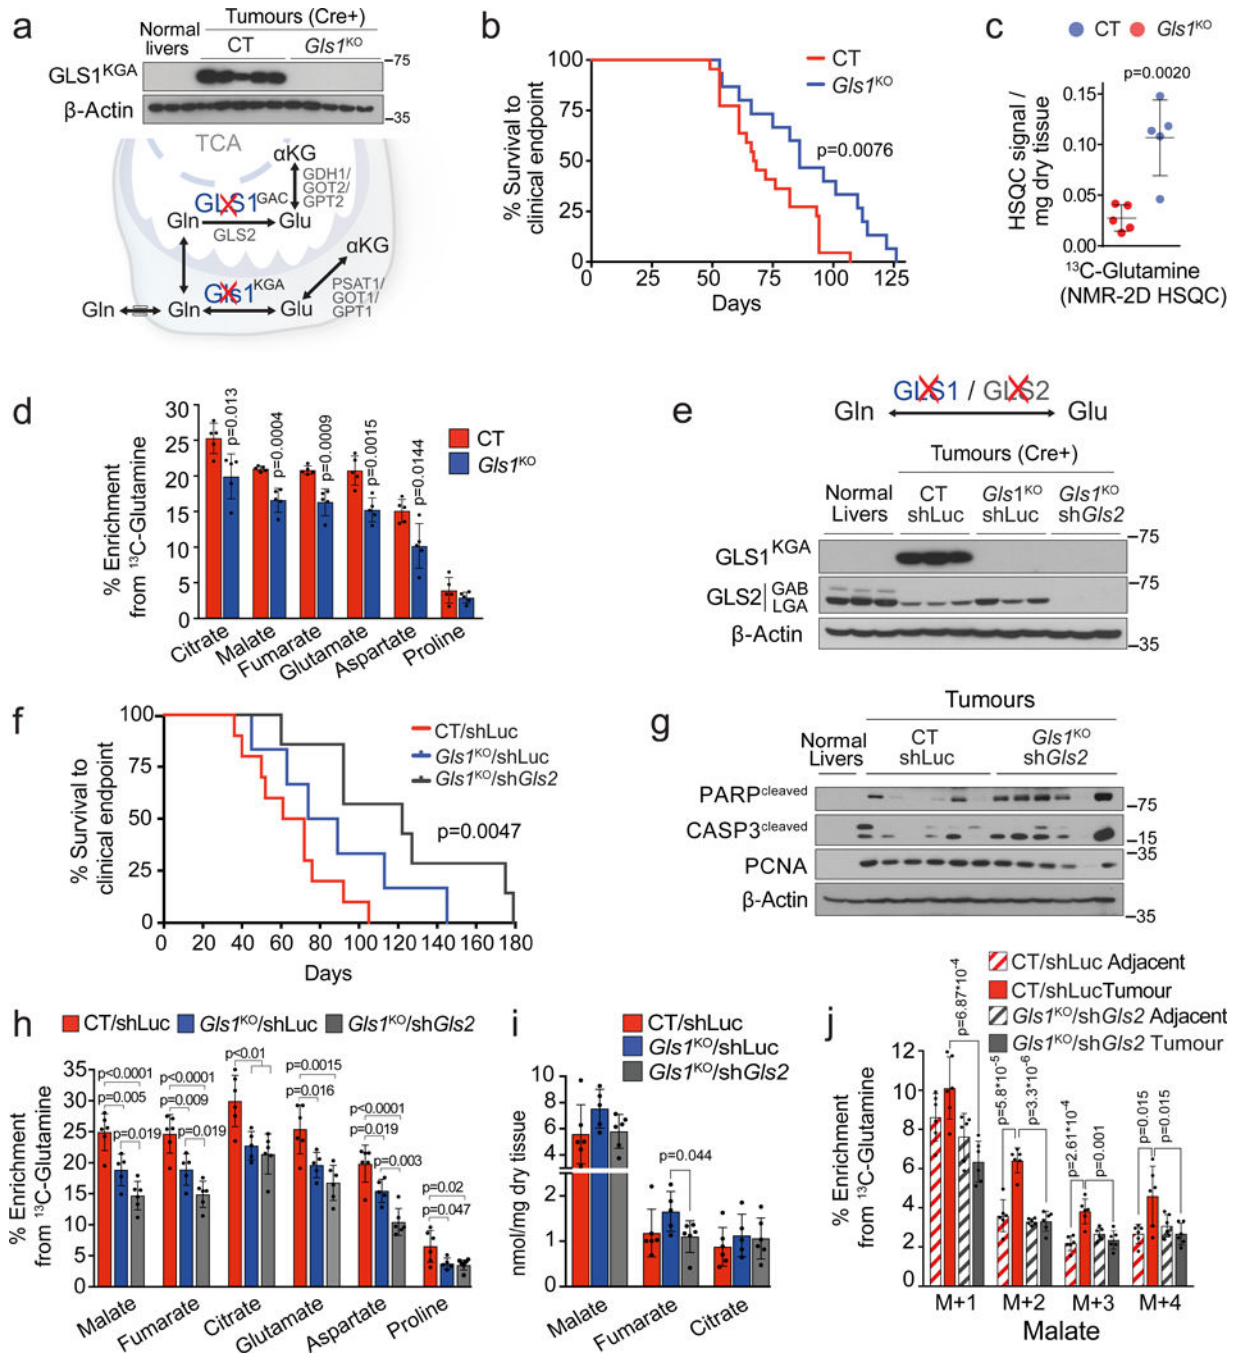 a
Normal livers
Tumours (Cre+)
CT
Gls1KO
GLS1KGA
β-Actin
–75
–35
TCA
αKG
GDH1/
GOT2/
GPT2
GLS1GAC
Gln
Glu
GLS2
αKG
Gls1KGA
PSAT1/
GOT1/
GPT1
Gln
Gln
Glu
b
% Survival to
clinical endpoint
100
75
50
25
0
CT
Gls1KO
p=0.0076
0 25 50 75 100 125
Days
c
CT Gls1KO
p=0.0020
HSQC signal /
mg dry tissue
0.15
0.10
0.05
0.00
13C-Glutamine
(NMR-2D HSQC)
d
% Enrichment
from 13C-Glutamine
30
25
20
15
10
5
0
p=0.013
p=0.0004
p=0.0009
p=0.0015
p=0.0144
CT
Gls1KO
Citrate
Malate
Fumarate
Glutamate
Aspartate
Proline
e
GLS1 / GLS2
Gln
Glu
Tumours (Cre+)
Normal
Livers
CT
shLuc
Gls1KO
shLuc
Gls1KO
shGls2
GLS1KGA
GLS2
GAB
LGA
β-Actin
–75
–75
–35
f
% Survival to
clinical endpoint
100
75
50
25
0
CT/shLuc
Gls1KO/shLuc
Gls1KO/shGls2
p=0.0047
0 20 40 60 80 100 120 140 160 180
Days
g
Tumours
Normal
Livers
CT
shLuc
Gls1KO
shGls2
PARPcleaved
CASP3cleaved
PCNA
β-Actin
–75
–15
–35
–35
h
CT/shLuc Gls1KO/shLuc Gls1KO/shGls2
% Enrichment
from 13C-Glutamine
35
30
25
20
15
10
5
0
p<0.0001
p=0.005
p=0.019
p<0.0001
p=0.009
p=0.019
p<0.01
p=0.0015
p=0.016
p<0.0001
p=0.019
p=0.003
p=0.02
p=0.047
Malate
Fumarate
Citrate
Glutamate
Aspartate
Proline
i
CT/shLuc
Gls1KO/shLuc
Gls1KO/shGls2
nmol/mg dry tissue
10
8
6
4
2
1
0
p=0.044
Malate
Fumarate
Citrate
j
CT/shLuc Adjacent
CT/shLucTumour
Gls1KO/shGls2 Adjacent
Gls1KO/shGls2 Tumour
% Enrichment
from 13C-Glutamine
12
10
8
6
4
2
0
p=6.87*10-4
p=5.8*10-5
p=3.3*10-6
p=2.61*10-4
p=0.001
p=0.015
p=0.015
M+1 M+2 M+3 M+4
Malate